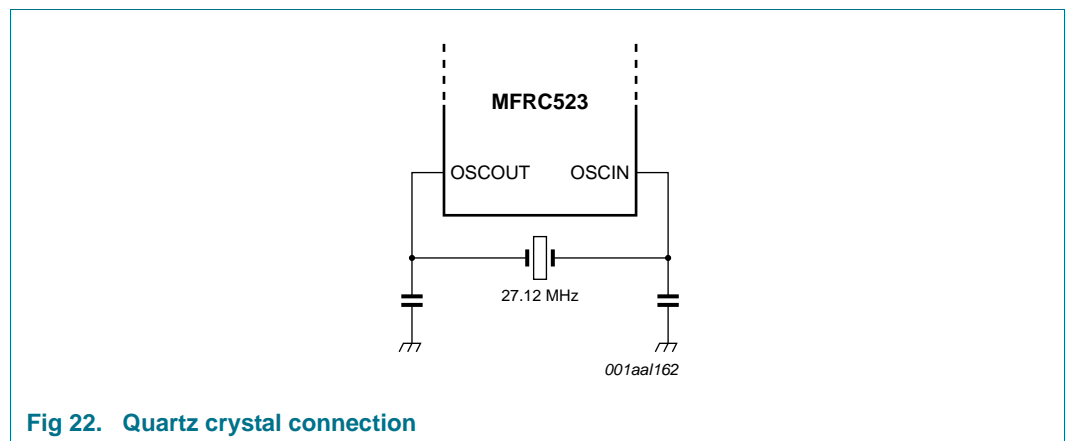 MFRC523
OSCOUT OSCIN
27.12 MHz
001aal162
Fig 22. Quartz crystal connection